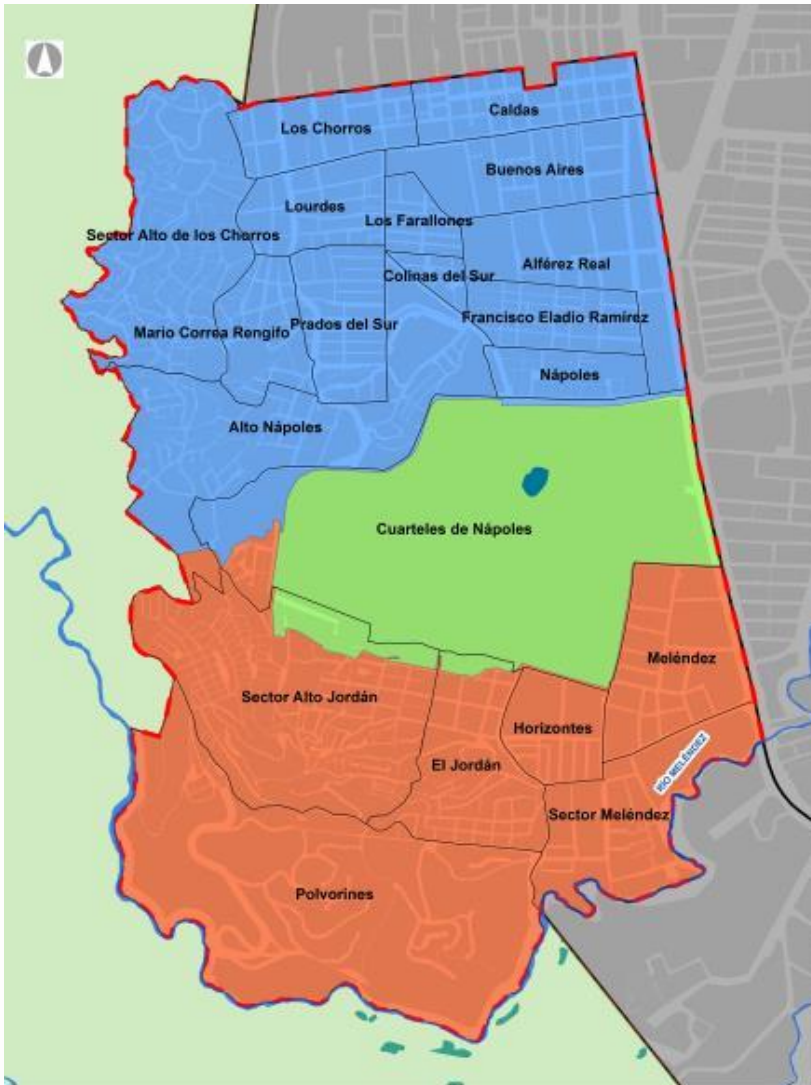 Caldas
Los Chorros
Buenos Aires
Lourdes
Los Farallones
Sector Alto de los Chorros
Alférez Real
Colinas del Sur
Francisco Eladio Ramírez
Prados del Sur
Mario Correa Rengifo
Nápoles
Alto Nápoles
Cuarteles de Nápoles
Meléndez
Sector Alto Jordán
Horizontes
RÍO MELÉNDEZ
El Jordán
Sector Meléndez
Polvorines